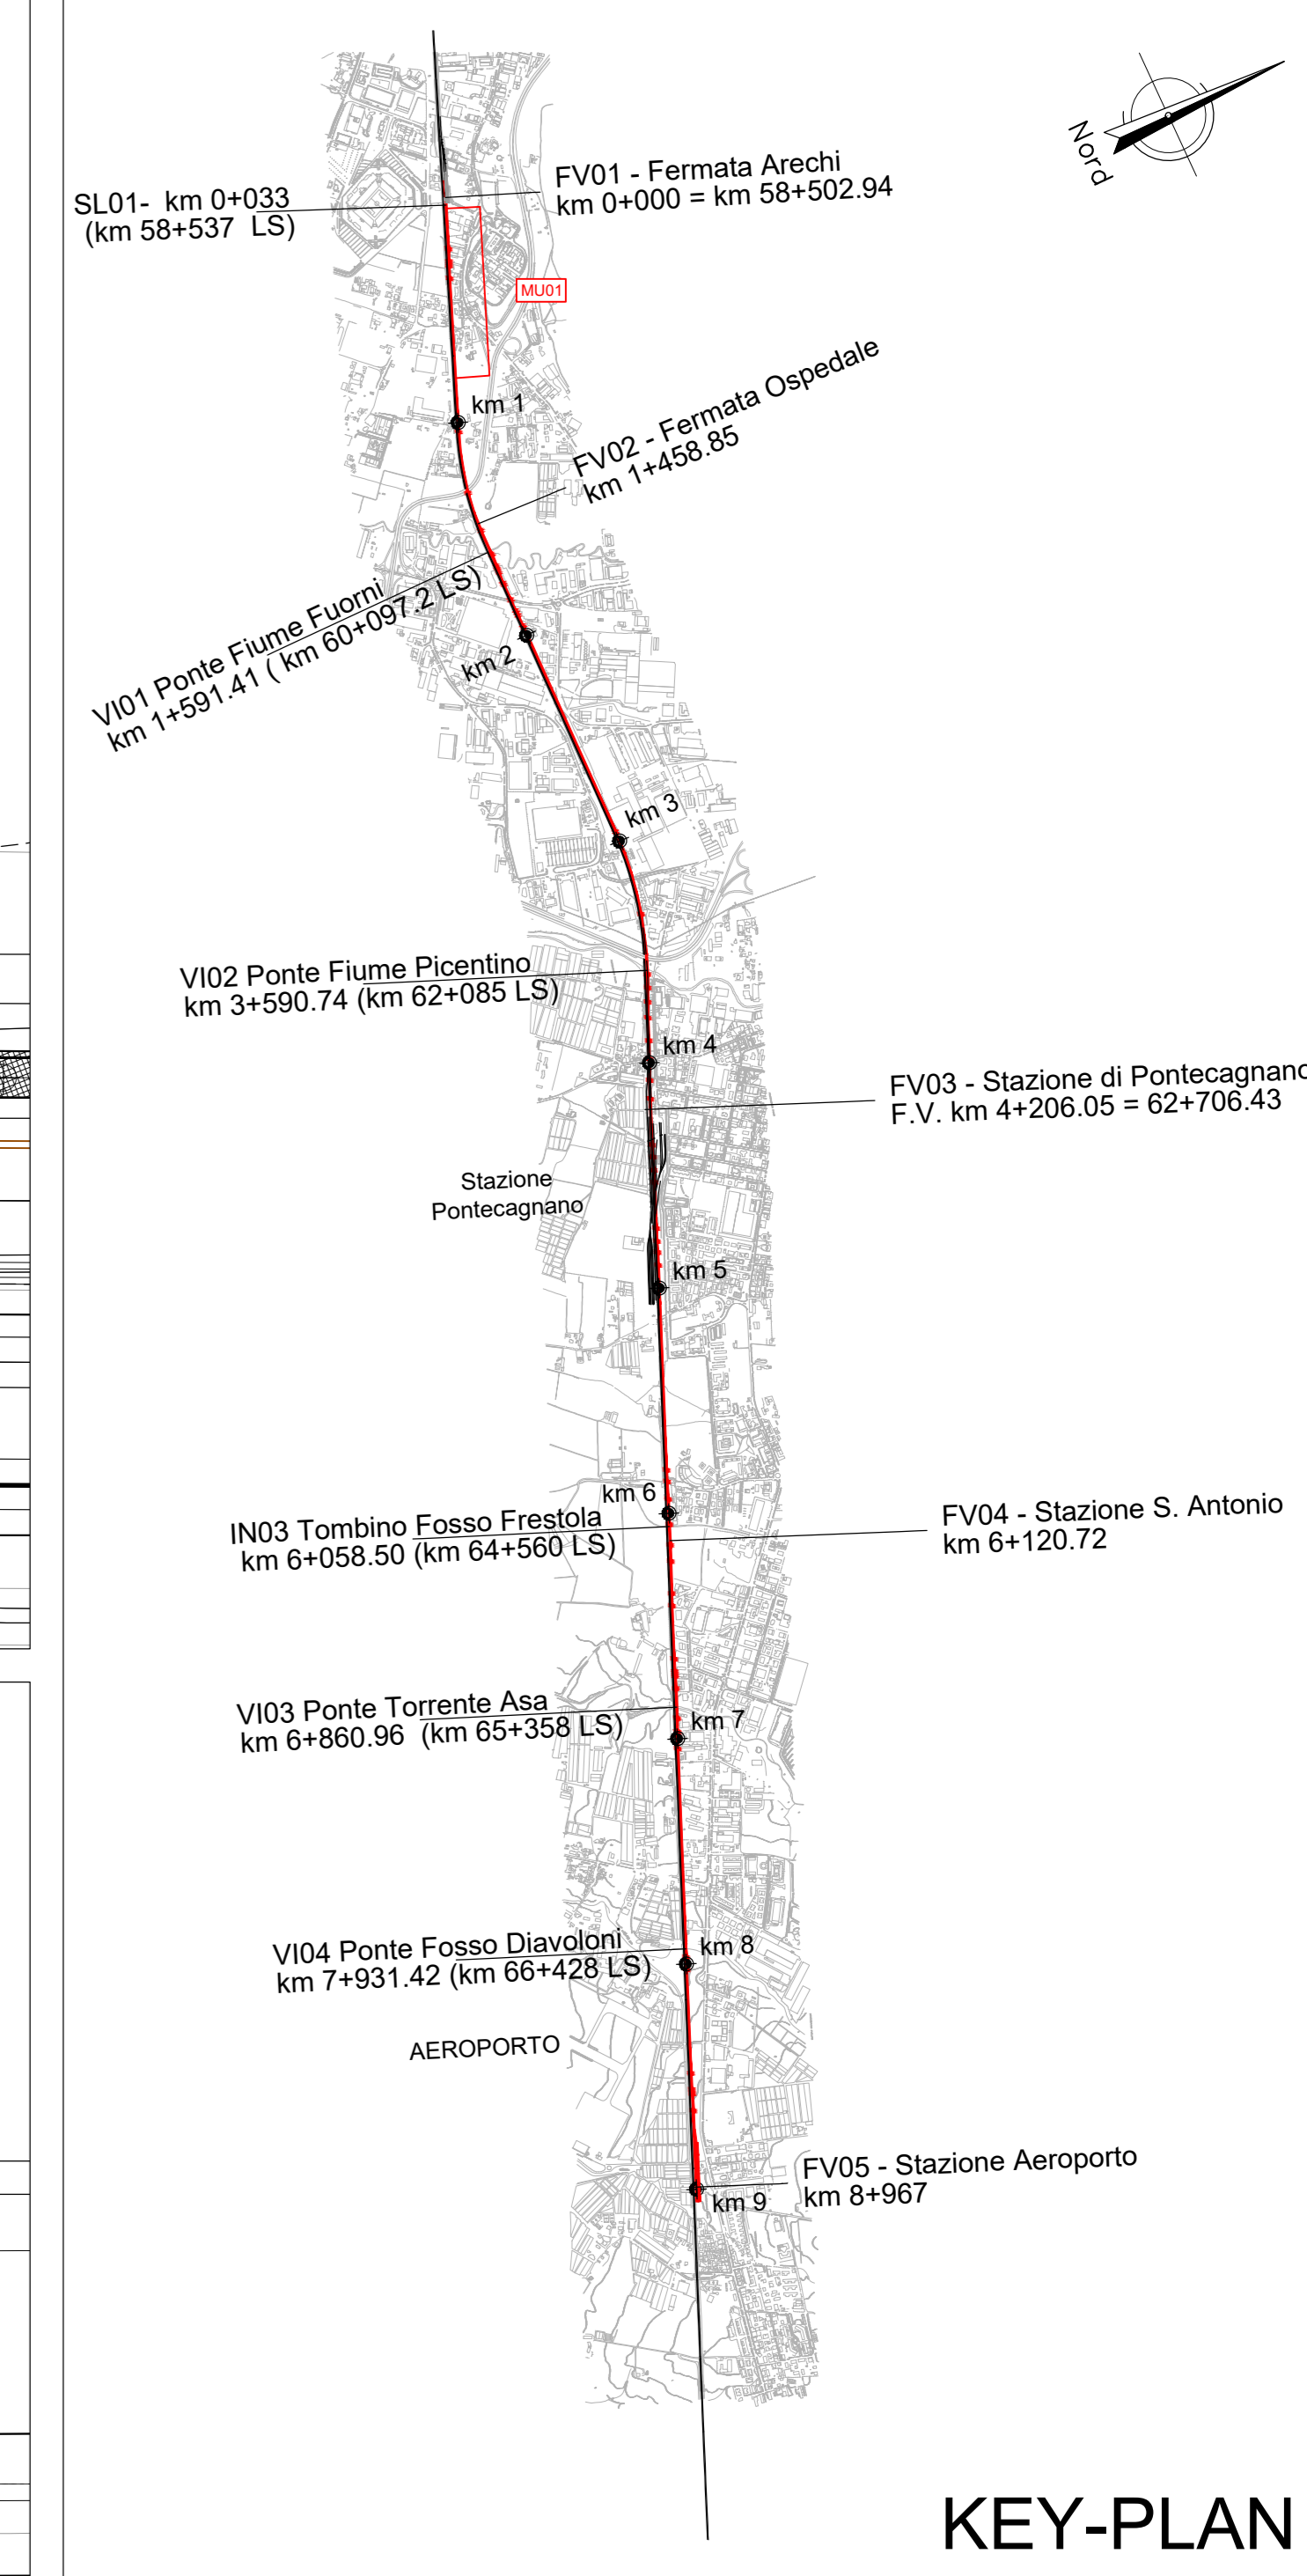 Nord
FV01 - Fermata Arechi
km 0+000 = km 58+502.94
SL01-  km 0+033
(km 58+537  LS)
MU01
km 1
FV02 - Fermata Ospedale
km 1+458.85
VI01 Ponte Fiume Fuorni
km 1+591.41 ( km 60+097.2 LS)
km 2
km 3
VI02 Ponte Fiume Picentino
km 3+590.74 (km 62+085 LS)
km 4
FV03 - Stazione di Pontecagnano
F.V. km 4+206.05 = 62+706.43
Stazione
Pontecagnano
km 5
km 6
IN03 Tombino Fosso Frestola
km 6+058.50 (km 64+560 LS)
FV04 - Stazione S. Antonio
km 6+120.72
VI03 Ponte Torrente Asa
km 6+860.96  (km 65+358 LS)
km 7
VI04 Ponte Fosso Diavoloni
km 7+931.42 (km 66+428 LS)
km 8
AEROPORTO
FV05 - Stazione Aeroporto
km 8+967
km 9
KEY-PLAN